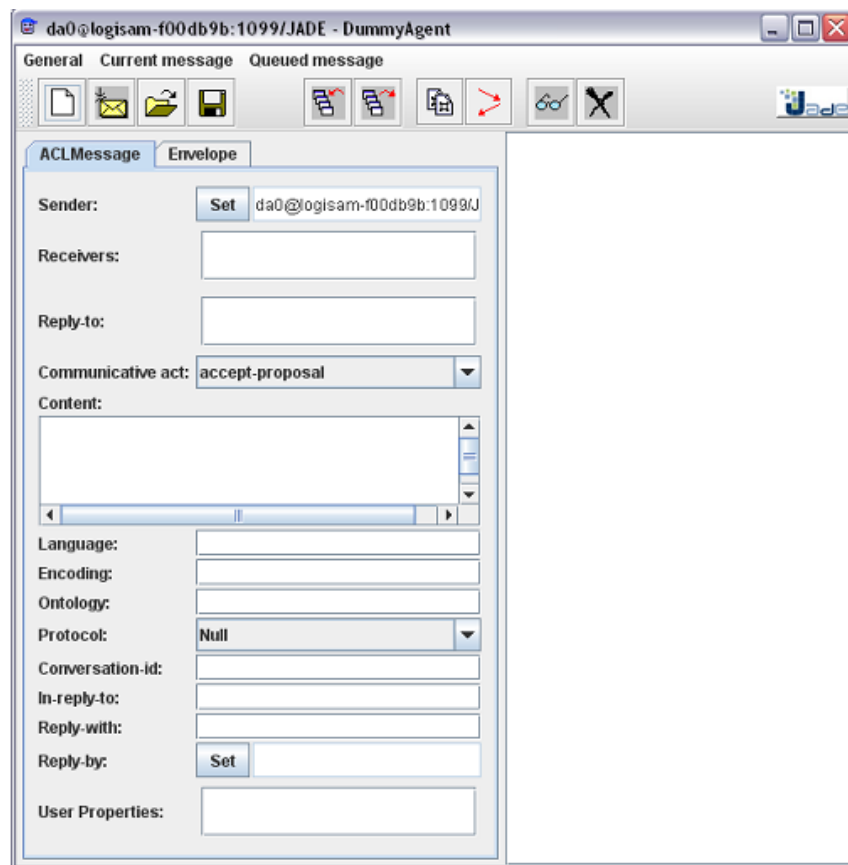 da0@logisam-f00db9b:1099/JADE - DummyAgent
General Current message Queued message
Jade
ACLMessage Envelope
Sender: Set da0@logisam-f00db9b:1099/J
Receivers:
Reply-to:
Communicative act: accept-proposal
Content:
Language:
Encoding:
Ontology:
Protocol: Null
Conversation-id:
In-reply-to:
Reply-with:
Reply-by: Set
User Properties: